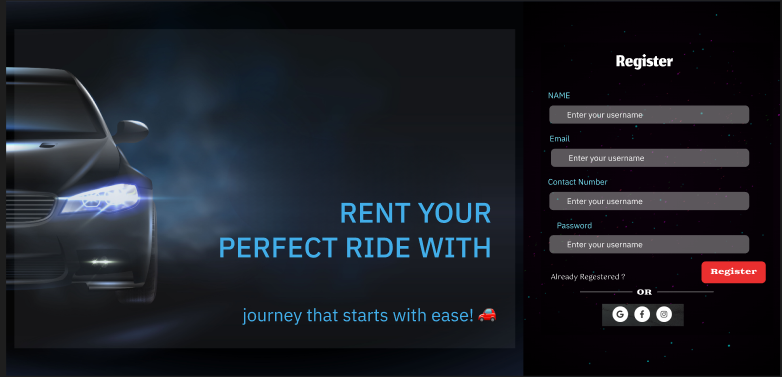 RENT YOUR
PERFECT RIDE WITH
journey that starts with ease! 🚗
Register
NAME
Enter your username
Email
Enter your username
Contact Number
Enter your username
Password
Enter your username
Already Regestered ?
Register
OR
G f